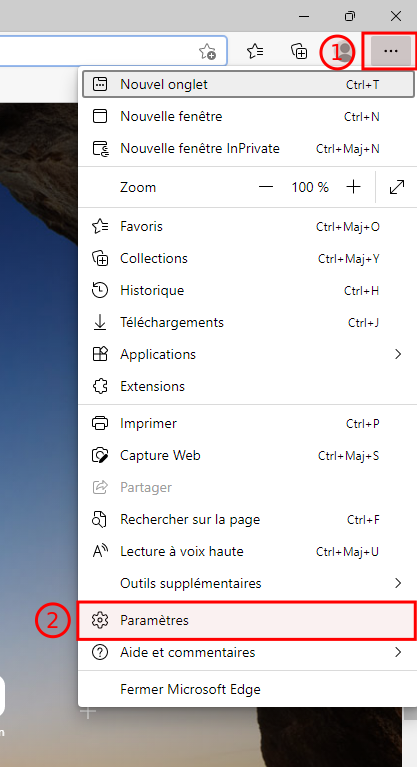 1
Nouvel onglet Ctrl+T
Nouvelle fenêtre Ctrl+N
Nouvelle fenêtre InPrivate Ctrl+Maj+N
Zoom — 100 % +
Favoris Ctrl+Maj+O
Collections Ctrl+Maj+Y
Historique Ctrl+H
Téléchargements Ctrl+J
Applications
Extensions
Imprimer Ctrl+P
Capture Web Ctrl+Maj+S
Partager
Rechercher sur la page Ctrl+F
Lecture à voix haute Ctrl+Maj+U
Outils supplémentaires
2 Paramètres
Aide et commentaires
Fermer Microsoft Edge
n